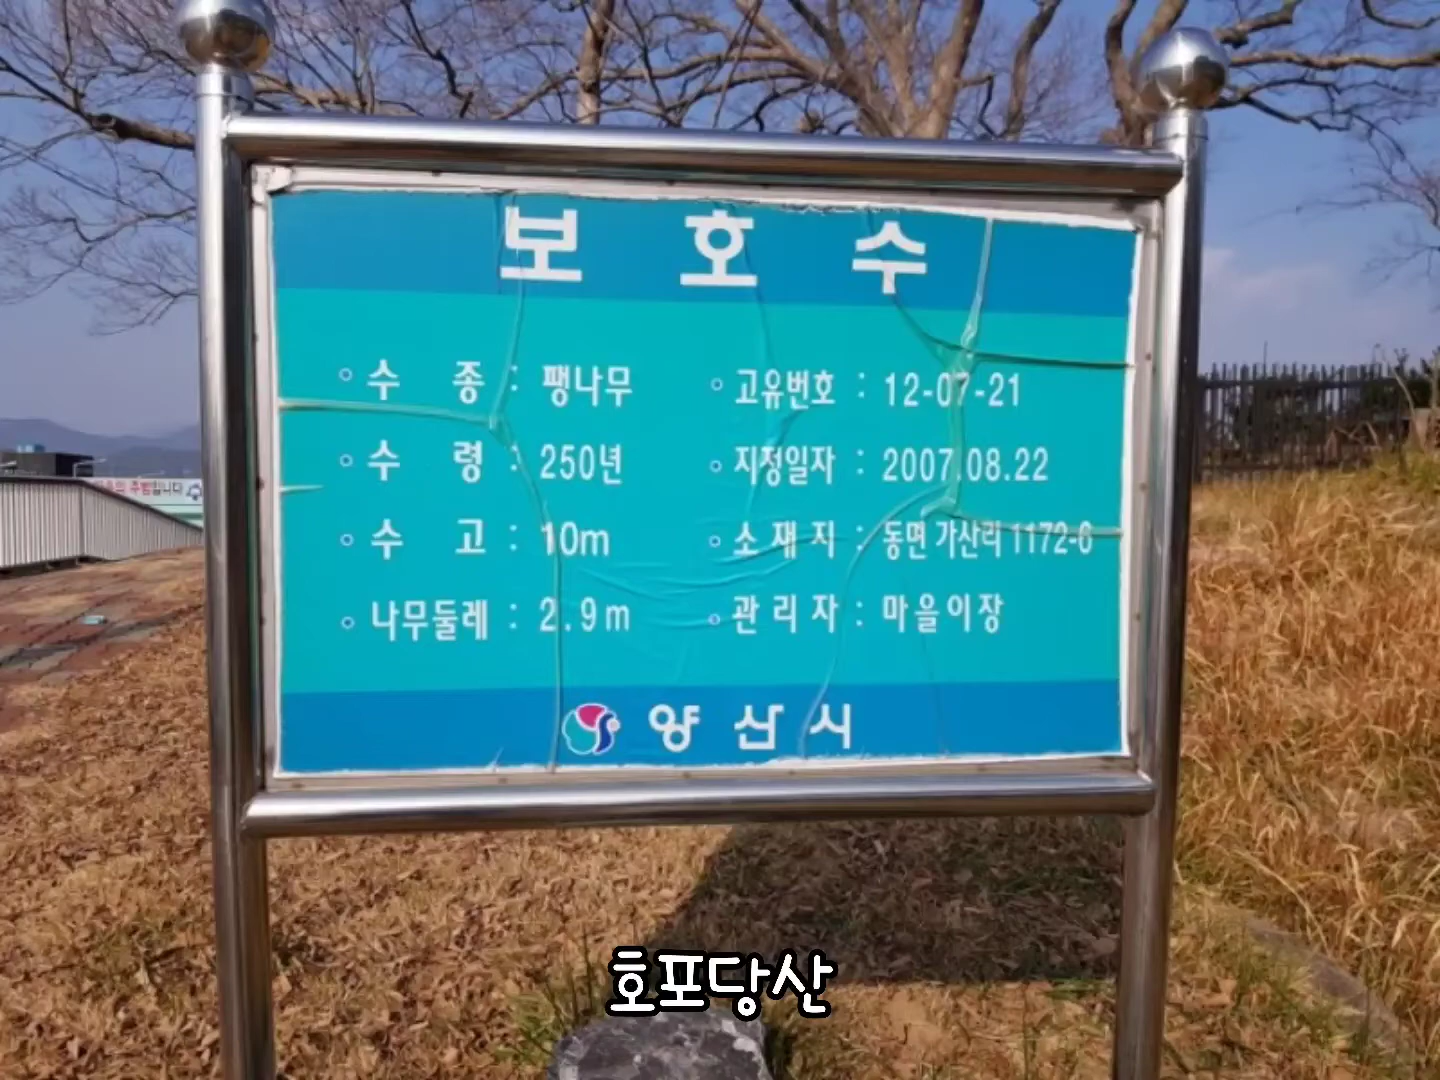 보 호 수
◦ 수 종 : 팽나무
◦ 수 령 : 250년
◦ 수 고 : 10m
◦ 나무둘레 : 2.9m
◦ 고유번호 : 12-07-21
◦ 지정일자 : 2007.08.22
◦ 소 재 지 : 동면 가산리 1172-6
◦ 관 리 자 : 마을이장
양 산 시
호포당산